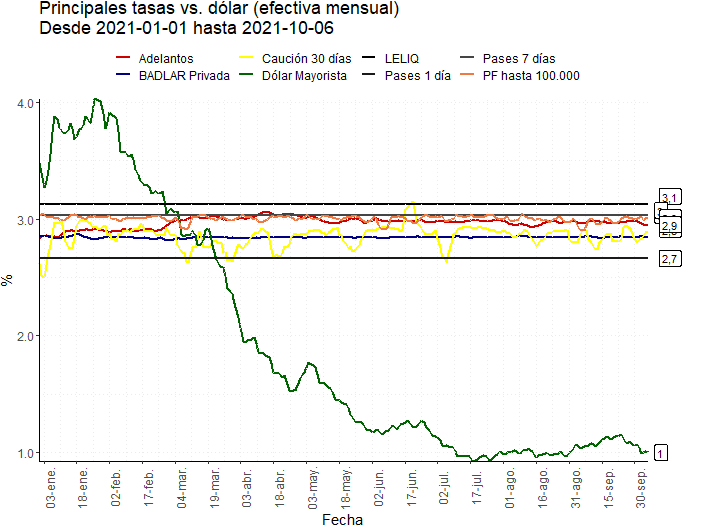 Principales tasas vs. dólar (efectiva mensual)
Desde 2021-01-01 hasta 2021-10-06
Adelantos Caución 30 días LELIQ Pases 7 días
BADLAR Privada Dólar Mayorista Pases 1 día PF hasta 100.000
4.0
3.0
2.0
1.0
%
3,1
2,9
2,7
1
03-ene.
18-ene.
02-feb.
17-feb.
04-mar.
19-mar.
03-abr.
18-abr.
03-may.
18-may.
02-jun.
17-jun.
02-jul.
17-jul.
01-ago.
16-ago.
31-ago.
15-sep.
30-sep.
Fecha